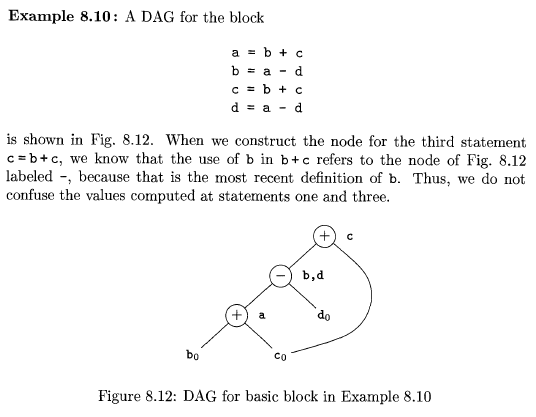 Example 8.10: A DAG for the block
a = b + c
b = a - d
c = b + c
d = a - d
is shown in Fig. 8.12. When we construct the node for the third statement
c=b+c, we know that the use of b in b+c refers to the node of Fig. 8.12
labeled -, because that is the most recent definition of b. Thus, we do not
confuse the values computed at statements one and three.
+ c
- b,d
+ a d₀
b₀ c₀
Figure 8.12: DAG for basic block in Example 8.10